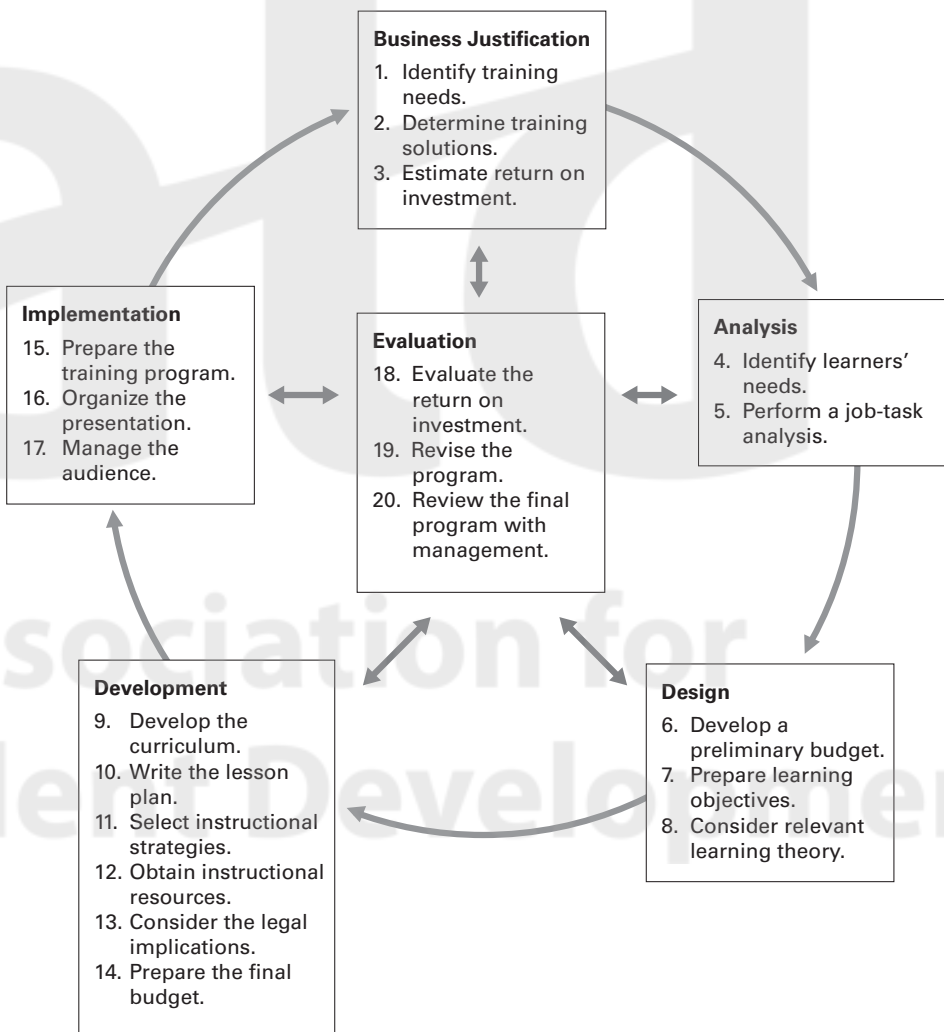 Business Justification
1. Identify training
needs.
2. Determine training
solutions.
3. Estimate return on
investment.
Implementation
15. Prepare the
training program.
16. Organize the
presentation.
17. Manage the
audience.
Evaluation
18. Evaluate the
return on
investment.
19. Revise the
program.
20. Review the final
program with
management.
Analysis
4. Identify learners’
needs.
5. Perform a job-task
analysis.
Development
9. Develop the
curriculum.
10. Write the lesson
plan.
11. Select instructional
strategies.
12. Obtain instructional
resources.
13. Consider the legal
implications.
14. Prepare the final
budget.
Design
6. Develop a
preliminary budget.
7. Prepare learning
objectives.
8. Consider relevant
learning theory.
atd
sociation for
lent Developmen